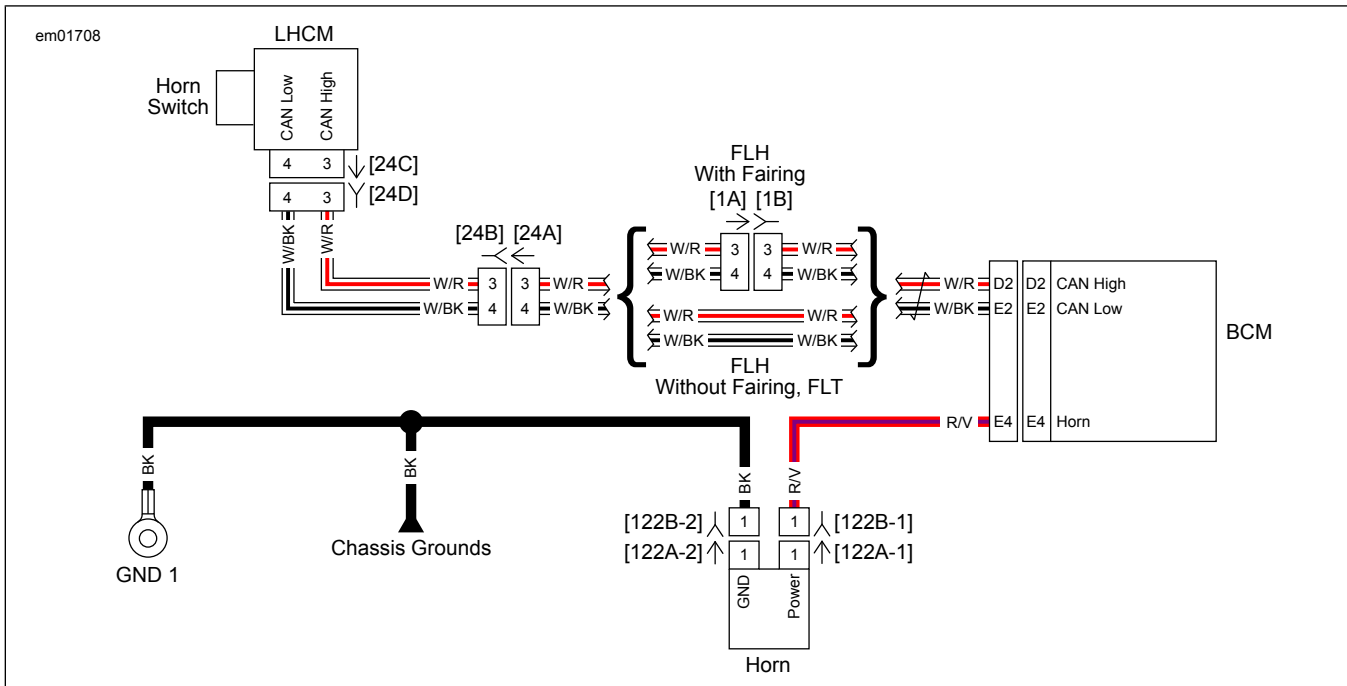 em01708
LHCM
Horn
Switch
CAN Low
CAN High
4 3
[24C]
4 3
[24D]
W/BK
W/R
[24B] [24A]
W/R 3 3 W/R
W/BK 4 4 W/BK
FLH
With Fairing
[1A] [1B]
W/R 3 3 W/R
W/BK 4 4 W/BK
W/R W/R
W/BK W/BK
FLH
Without Fairing, FLT
W/R D2 D2 CAN High
W/BK E2 E2 CAN Low
BCM
R/V E4 E4 Horn
BK
BK
BK
R/V
GND 1
Chassis Grounds
[122B-2] 1 1 [122B-1]
[122A-2] 1 1 [122A-1]
GND
Power
Horn